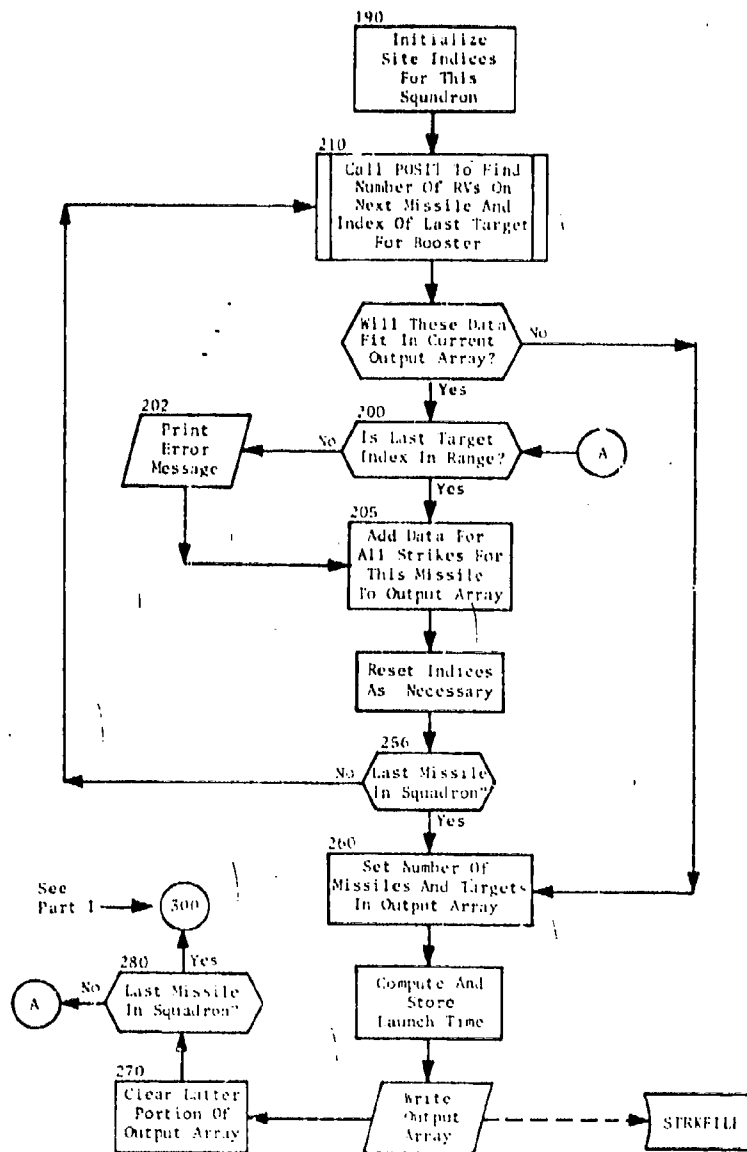 190
Initialize
Site Indices
For This
Squadron
210
Call POSIT To Find
Number Of RVs On
Next Missile And
Index Of Last Target
For Booster
Will These Data
Fit In Current
Output Array?
No
Yes
202
Print
Error
Message
No
200
Is Last Target
Index In Range?
A
Yes
205
Add Data For
All Strikes For
This Missile
To Output Array
Reset Indices
As Necessary
256
No
Last Missile
In Squadron?
Yes
260
Set Number Of
Missiles And Targets
In Output Array
See
Part I
300
Yes
280
Last Missile
In Squadron?
No
A
Compute And
Store
Launch Time
270
Clear Latter
Portion Of
Output Array
Write
Output
Array
STRKFILE